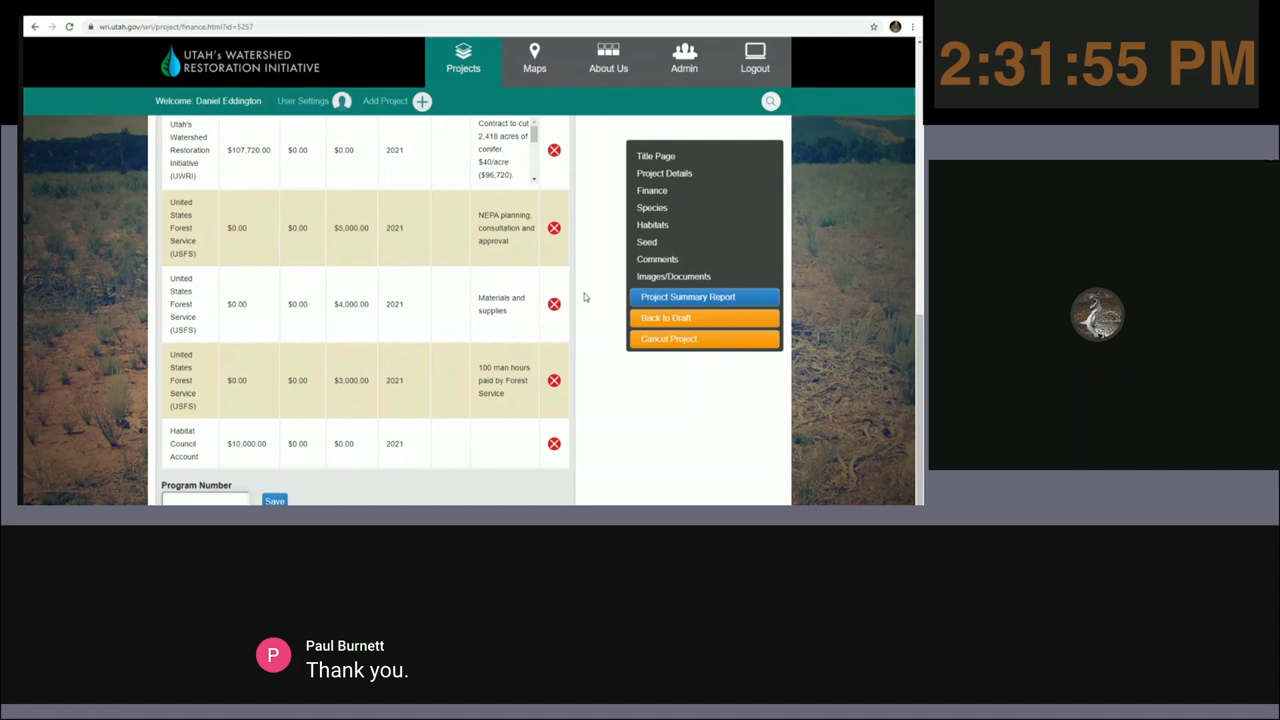 wri.utah.gov/wri/project/finance.html?id=5257
2:31:55 PM
UTAH'S WATERSHED
RESTORATION INITIATIVE
Projects
Maps
About Us
Admin
Logout
Welcome: Daniel Eddington
User Settings
Add Project
Utah's
Watershed
Restoration
Initiative
(UWRI)
$107,720.00
$0.00
$0.00
2021
Contract to cut
2,418 acres of
conifer.
$40/acre
($96,720).
United
States
Forest
Service
(USFS)
$0.00
$0.00
$5,000.00
2021
NEPA planning,
consultation and
approval
United
States
Forest
Service
(USFS)
$0.00
$0.00
$4,000.00
2021
Materials and
supplies
United
States
Forest
Service
(USFS)
$0.00
$0.00
$3,000.00
2021
100 man hours
paid by Forest
Service
Habitat
Council
Account
$10,000.00
$0.00
$0.00
2021
Program Number
Save
Title Page
Project Details
Finance
Species
Habitats
Seed
Comments
Images/Documents
Project Summary Report
Back to Draft
Cancel Project
P
Paul Burnett
Thank you.